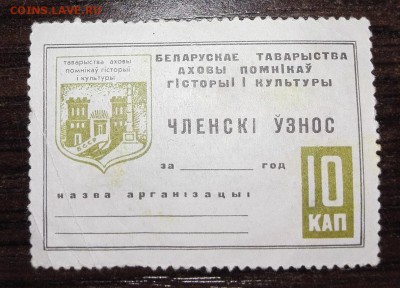 COINS.LAVE.RU
таварыства аховы
помнікаў гісторыі
і культуры
БССР
БЕЛАРУСКАЕ ТАВАРЫСТВА
АХОВЫ ПОМНІКАЎ
ГІСТОРЫІ І КУЛЬТУРЫ
ЧЛЕНСКІ ЎЗНОС
за год
назва арганізацыі
10
КАП